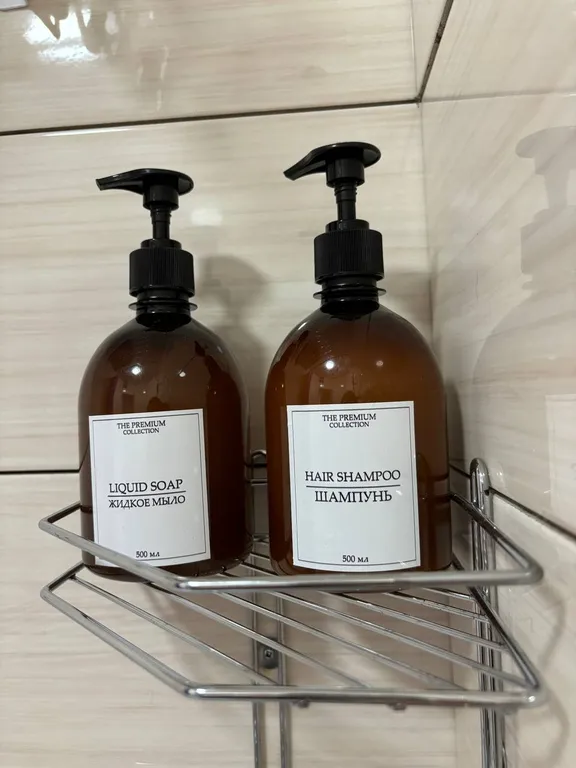 THE PREMIUM
COLLECTION
LIQUID SOAP
ЖИДКОЕ МЫЛО
500 мл
THE PREMIUM
COLLECTION
HAIR SHAMPOO
ШАМПУНЬ
500 мл